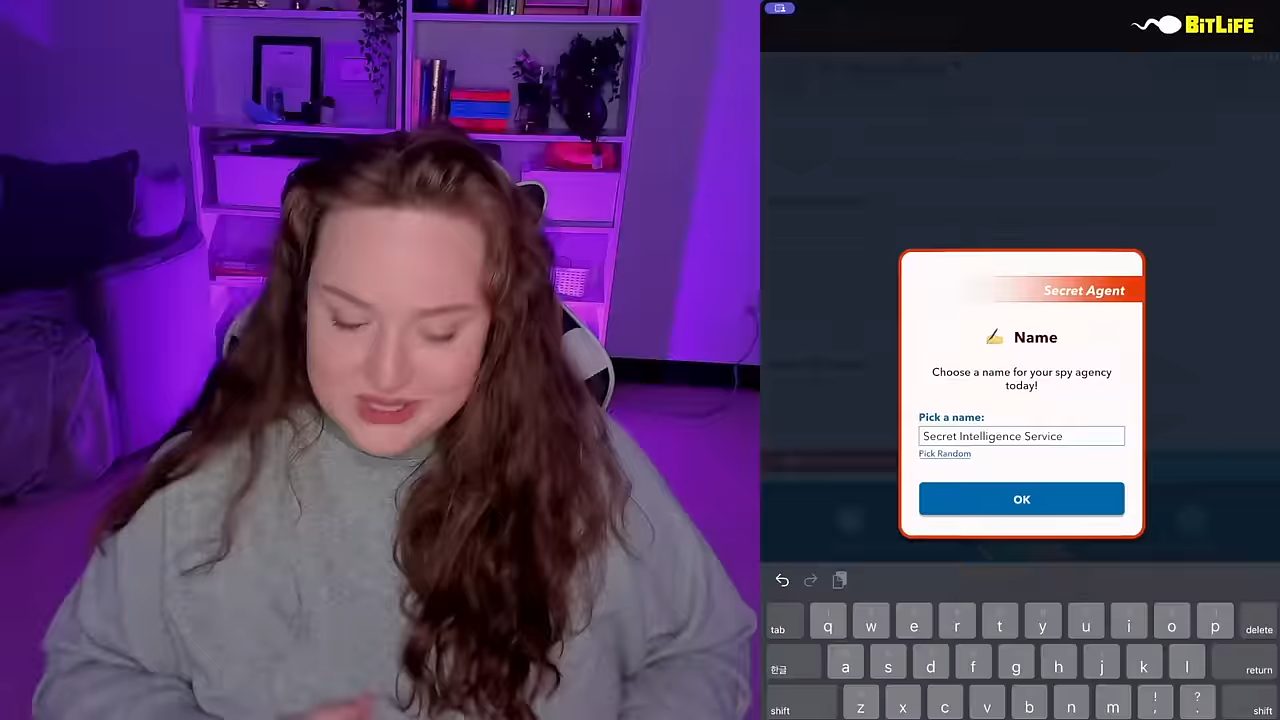 BITLIFE
Secret Agent
Name
Choose a name for your spy agency
today!
Pick a name:
Secret Intelligence Service
Pick Random
OK
tab q w e r t y u i o p delete
한글 a s d f g h j k l return
shift z x c v b n m ! , ? . shift